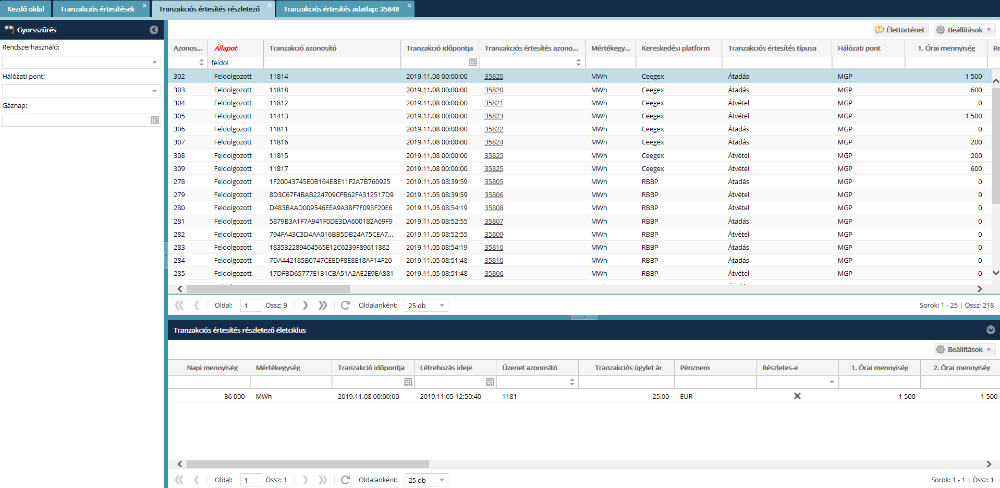 Kezdő oldal
Tranzakciós értesítések
Tranzakciós értesítés részletező
Tranzakciós értesítés adatlap: 35848
Gyorsszűrés
Rendszerhasználó:
Hálózati pont:
Gáznap:
Élettörténet
Beállítások
Azonos... Állapot Tranzakció azonosító Tranzakció időpontja Tranzakciós értesítés azono... Mértékegy... Kereskedési platform Tranzakciós értesítés típusa Hálózati pont 1. Órai mennyiség Re
feldol
302 Feldolgozott 11814 2019.11.08 00:00:00 35820 MWh Ceegex Átadás MGP 1 500
303 Feldolgozott 11818 2019.11.08 00:00:00 35820 MWh Ceegex Átadás MGP 600
304 Feldolgozott 11812 2019.11.08 00:00:00 35821 MWh Ceegex Átvétel MGP 0
305 Feldolgozott 11413 2019.11.08 00:00:00 35823 MWh Ceegex Átvétel MGP 1 500
306 Feldolgozott 11811 2019.11.08 00:00:00 35822 MWh Ceegex Átadás MGP 0
307 Feldolgozott 11816 2019.11.08 00:00:00 35824 MWh Ceegex Átadás MGP 200
308 Feldolgozott 11815 2019.11.08 00:00:00 35825 MWh Ceegex Átvétel MGP 200
309 Feldolgozott 11817 2019.11.08 00:00:00 35825 MWh Ceegex Átvétel MGP 600
278 Feldolgozott 1F20043745E0B164EBE11F2A7B760925 2019.11.05 08:39:59 35805 MWh RBBP Átadás MGP 0
279 Feldolgozott 8D3C67F4BAB224709CFB62FA312517D9 2019.11.05 08:39:59 35806 MWh RBBP Átvétel MGP 0
280 Feldolgozott D483BAAD009546EEA9A38F7F093F20E6 2019.11.05 08:54:19 35808 MWh RBBP Átvétel MGP 0
281 Feldolgozott 5879B3A1F7A941F0DE3DA600182A69F9 2019.11.05 08:52:55 35807 MWh RBBP Átadás MGP 0
282 Feldolgozott 794FA43C3D4AA016BB5DB24A75CEA7... 2019.11.05 08:52:55 35809 MWh RBBP Átvétel MGP 0
283 Feldolgozott 183532289404565E12C6239F89611882 2019.11.05 08:54:19 35810 MWh RBBP Átadás MGP 0
284 Feldolgozott 7DA442185B0747CEEDF8E8E18AF14F20 2019.11.05 08:51:48 35810 MWh RBBP Átadás MGP 0
285 Feldolgozott 17DFBD65777E131CBA51A2AE2E9EA881 2019.11.05 08:51:48 35806 MWh RBBP Átvétel MGP 0
Oldal: 1 Össz: 9 Oldalanként: 25 db Sorok: 1 - 25 | Össz: 218
Tranzakciós értesítés részletező életciklus
Beállítások
Napi mennyiség Mértékegység Tranzakció időpontja Létrehozás ideje Üzenet azonosító Tranzakciós ügylet ár Pénznem Részletes-e 1. Órai mennyiség 2. Órai mennyiség
36 000 MWh 2019.11.08 00:00:00 2019.11.05 12:50:40 1181 25,00 EUR 1 500 1 500
Oldal: 1 Össz: 1 Oldalanként: 25 db Sorok: 1 - 1 | Össz: 1